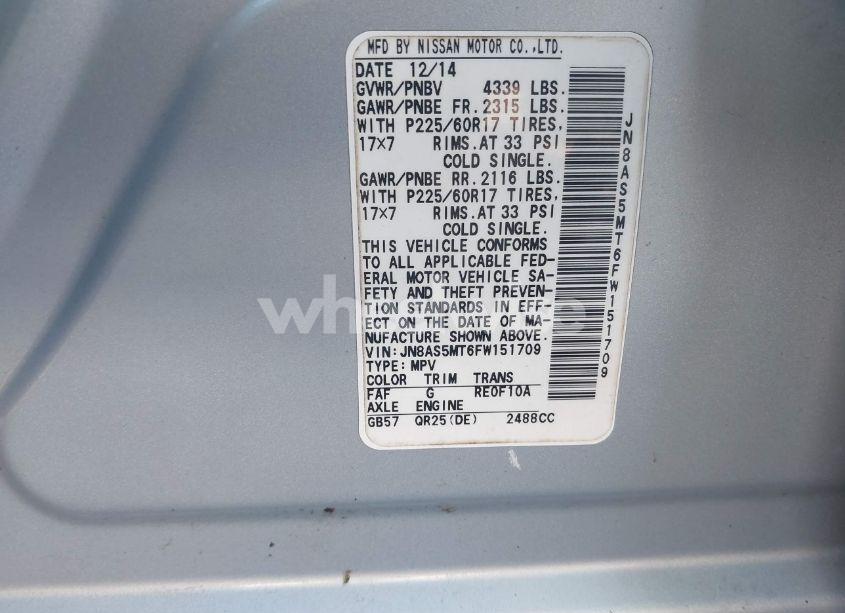 MFD BY NISSAN MOTOR CO.,LTD.
DATE 12/14
GVWR/PNBV 4339 LBS.
GAWR/PNBE FR. 2315 LBS.
WITH P225/60R17 TIRES,
17×7 RIMS. AT 33 PSI
COLD SINGLE.
GAWR/PNBE RR. 2116 LBS.
WITH P225/60R17 TIRES,
17×7 RIMS. AT 33 PSI
COLD SINGLE.
THIS VEHICLE CONFORMS
TO ALL APPLICABLE FED-
ERAL MOTOR VEHICLE SA-
FETY AND THEFT PREVEN-
TION STANDARDS IN EFF-
ECT ON THE DATE OF MA-
NUFACTURE SHOWN ABOVE.
VIN:JN8AS5MT6FW151709
TYPE:MPV
COLOR TRIM TRANS
FAF G RE0F10A
AXLE ENGINE
GB57 QR25(DE) 2488CC
JN8AS5MT6FW151709